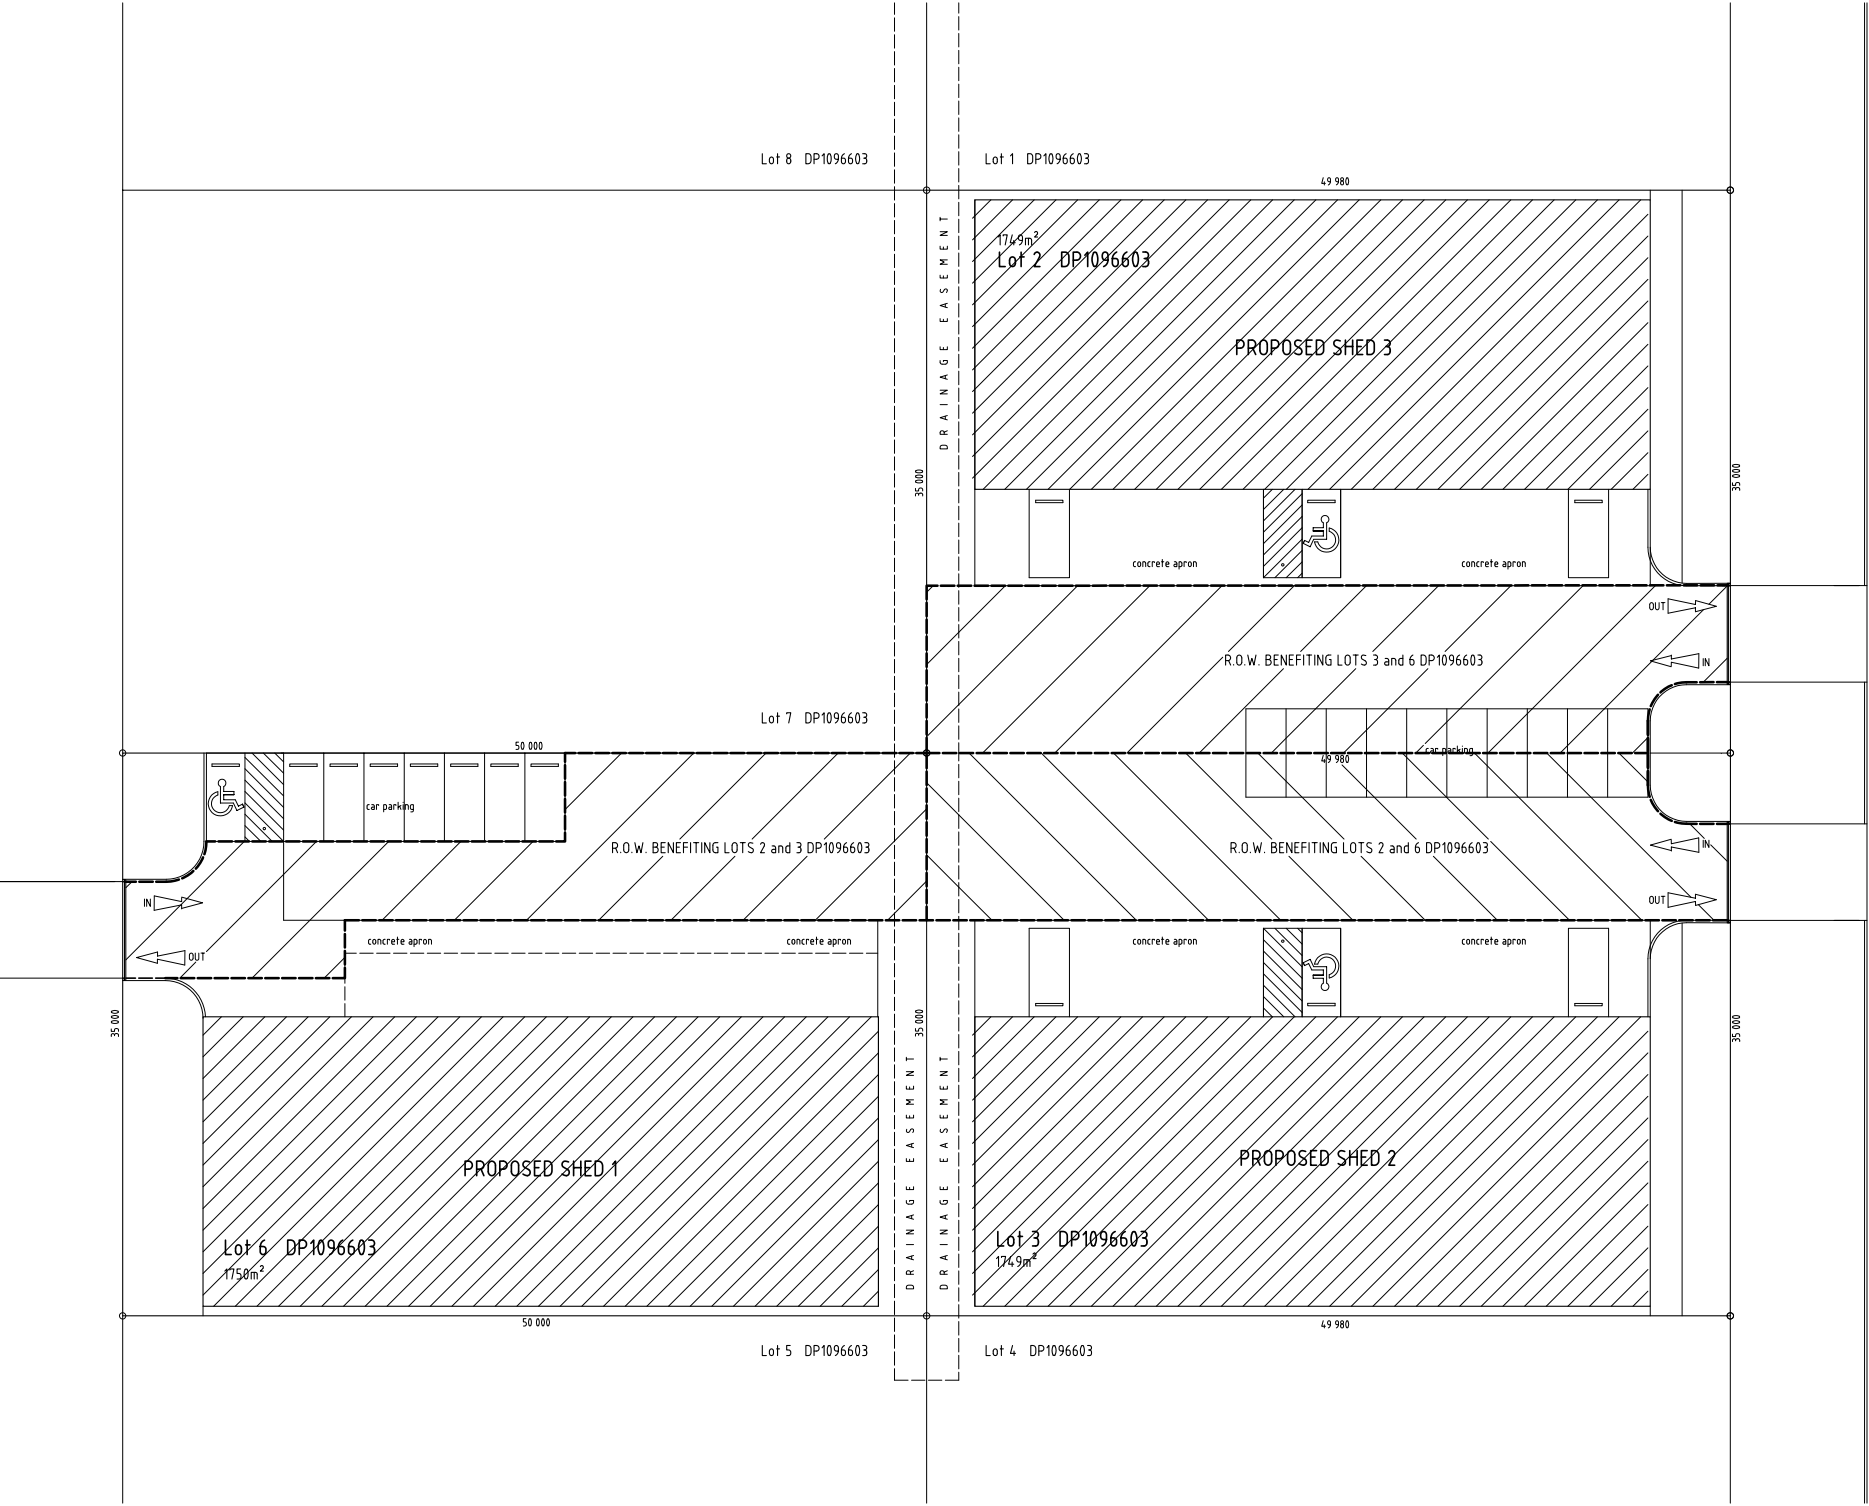 Lot 8 DP1096603
Lot 1 DP1096603
49 980
DRAINAGE EASEMENT
1749m²
Lot 2 DP1096603
PROPOSED SHED 3
35 000
35 000
concrete apron
concrete apron
OUT
R.O.W. BENEFITING LOTS 3 and 6 DP1096603
IN
Lot 7 DP1096603
50 000
car parking
49 980
car parking
R.O.W. BENEFITING LOTS 2 and 3 DP1096603
R.O.W. BENEFITING LOTS 2 and 6 DP1096603
IN
IN
OUT
OUT
concrete apron
concrete apron
concrete apron
concrete apron
35 000
35 000
35 000
DRAINAGE EASEMENT
DRAINAGE EASEMENT
PROPOSED SHED 1
PROPOSED SHED 2
Lot 6 DP1096603
1750m²
Lot 3 DP1096603
1749m²
50 000
49 980
Lot 5 DP1096603
Lot 4 DP1096603